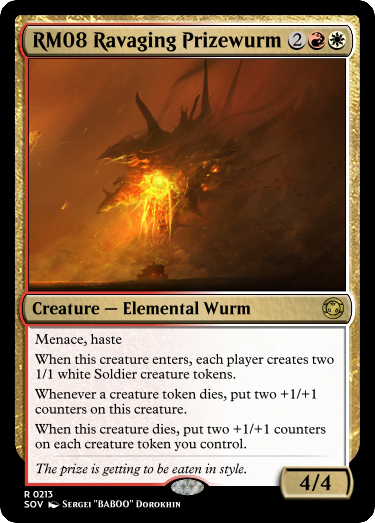 RM08 Ravaging Prizewurm 2
Creature — Elemental Wurm
Menace, haste
When this creature enters, each player creates two
1/1 white Soldier creature tokens.
Whenever a creature token dies, put two +1/+1
counters on this creature.
When this creature dies, put two +1/+1 counters
on each creature token you control.
The prize is getting to be eaten in style.
4/4
R 0213
SOV Sergei "BABOO" Dorokhin